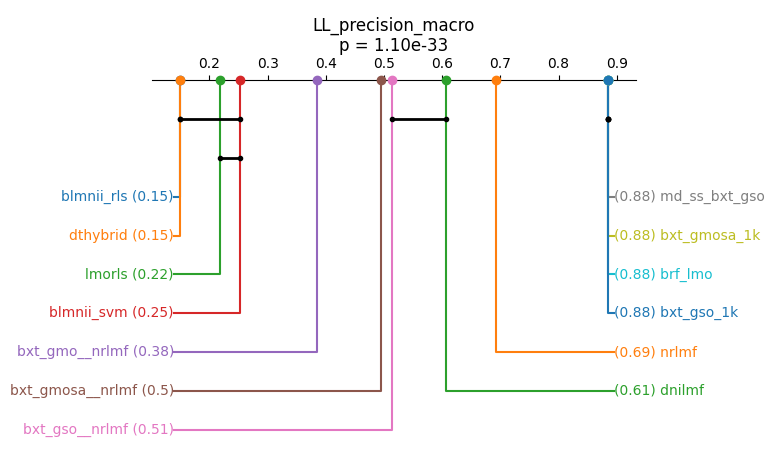 LL_precision_macro
p = 1.10e-33
0.2 0.3 0.4 0.5 0.6 0.7 0.8 0.9
blmnii_rls (0.15) (0.88) md_ss_bxt_gso
dthybrid (0.15) (0.88) bxt_gmosa_1k
lmorls (0.22) (0.88) brf_lmo
blmnii_svm (0.25) (0.88) bxt_gso_1k
bxt_gmo__nrlmf (0.38) (0.69) nrlmf
bxt_gmosa__nrlmf (0.5) (0.61) dnilmf
bxt_gso__nrlmf (0.51)